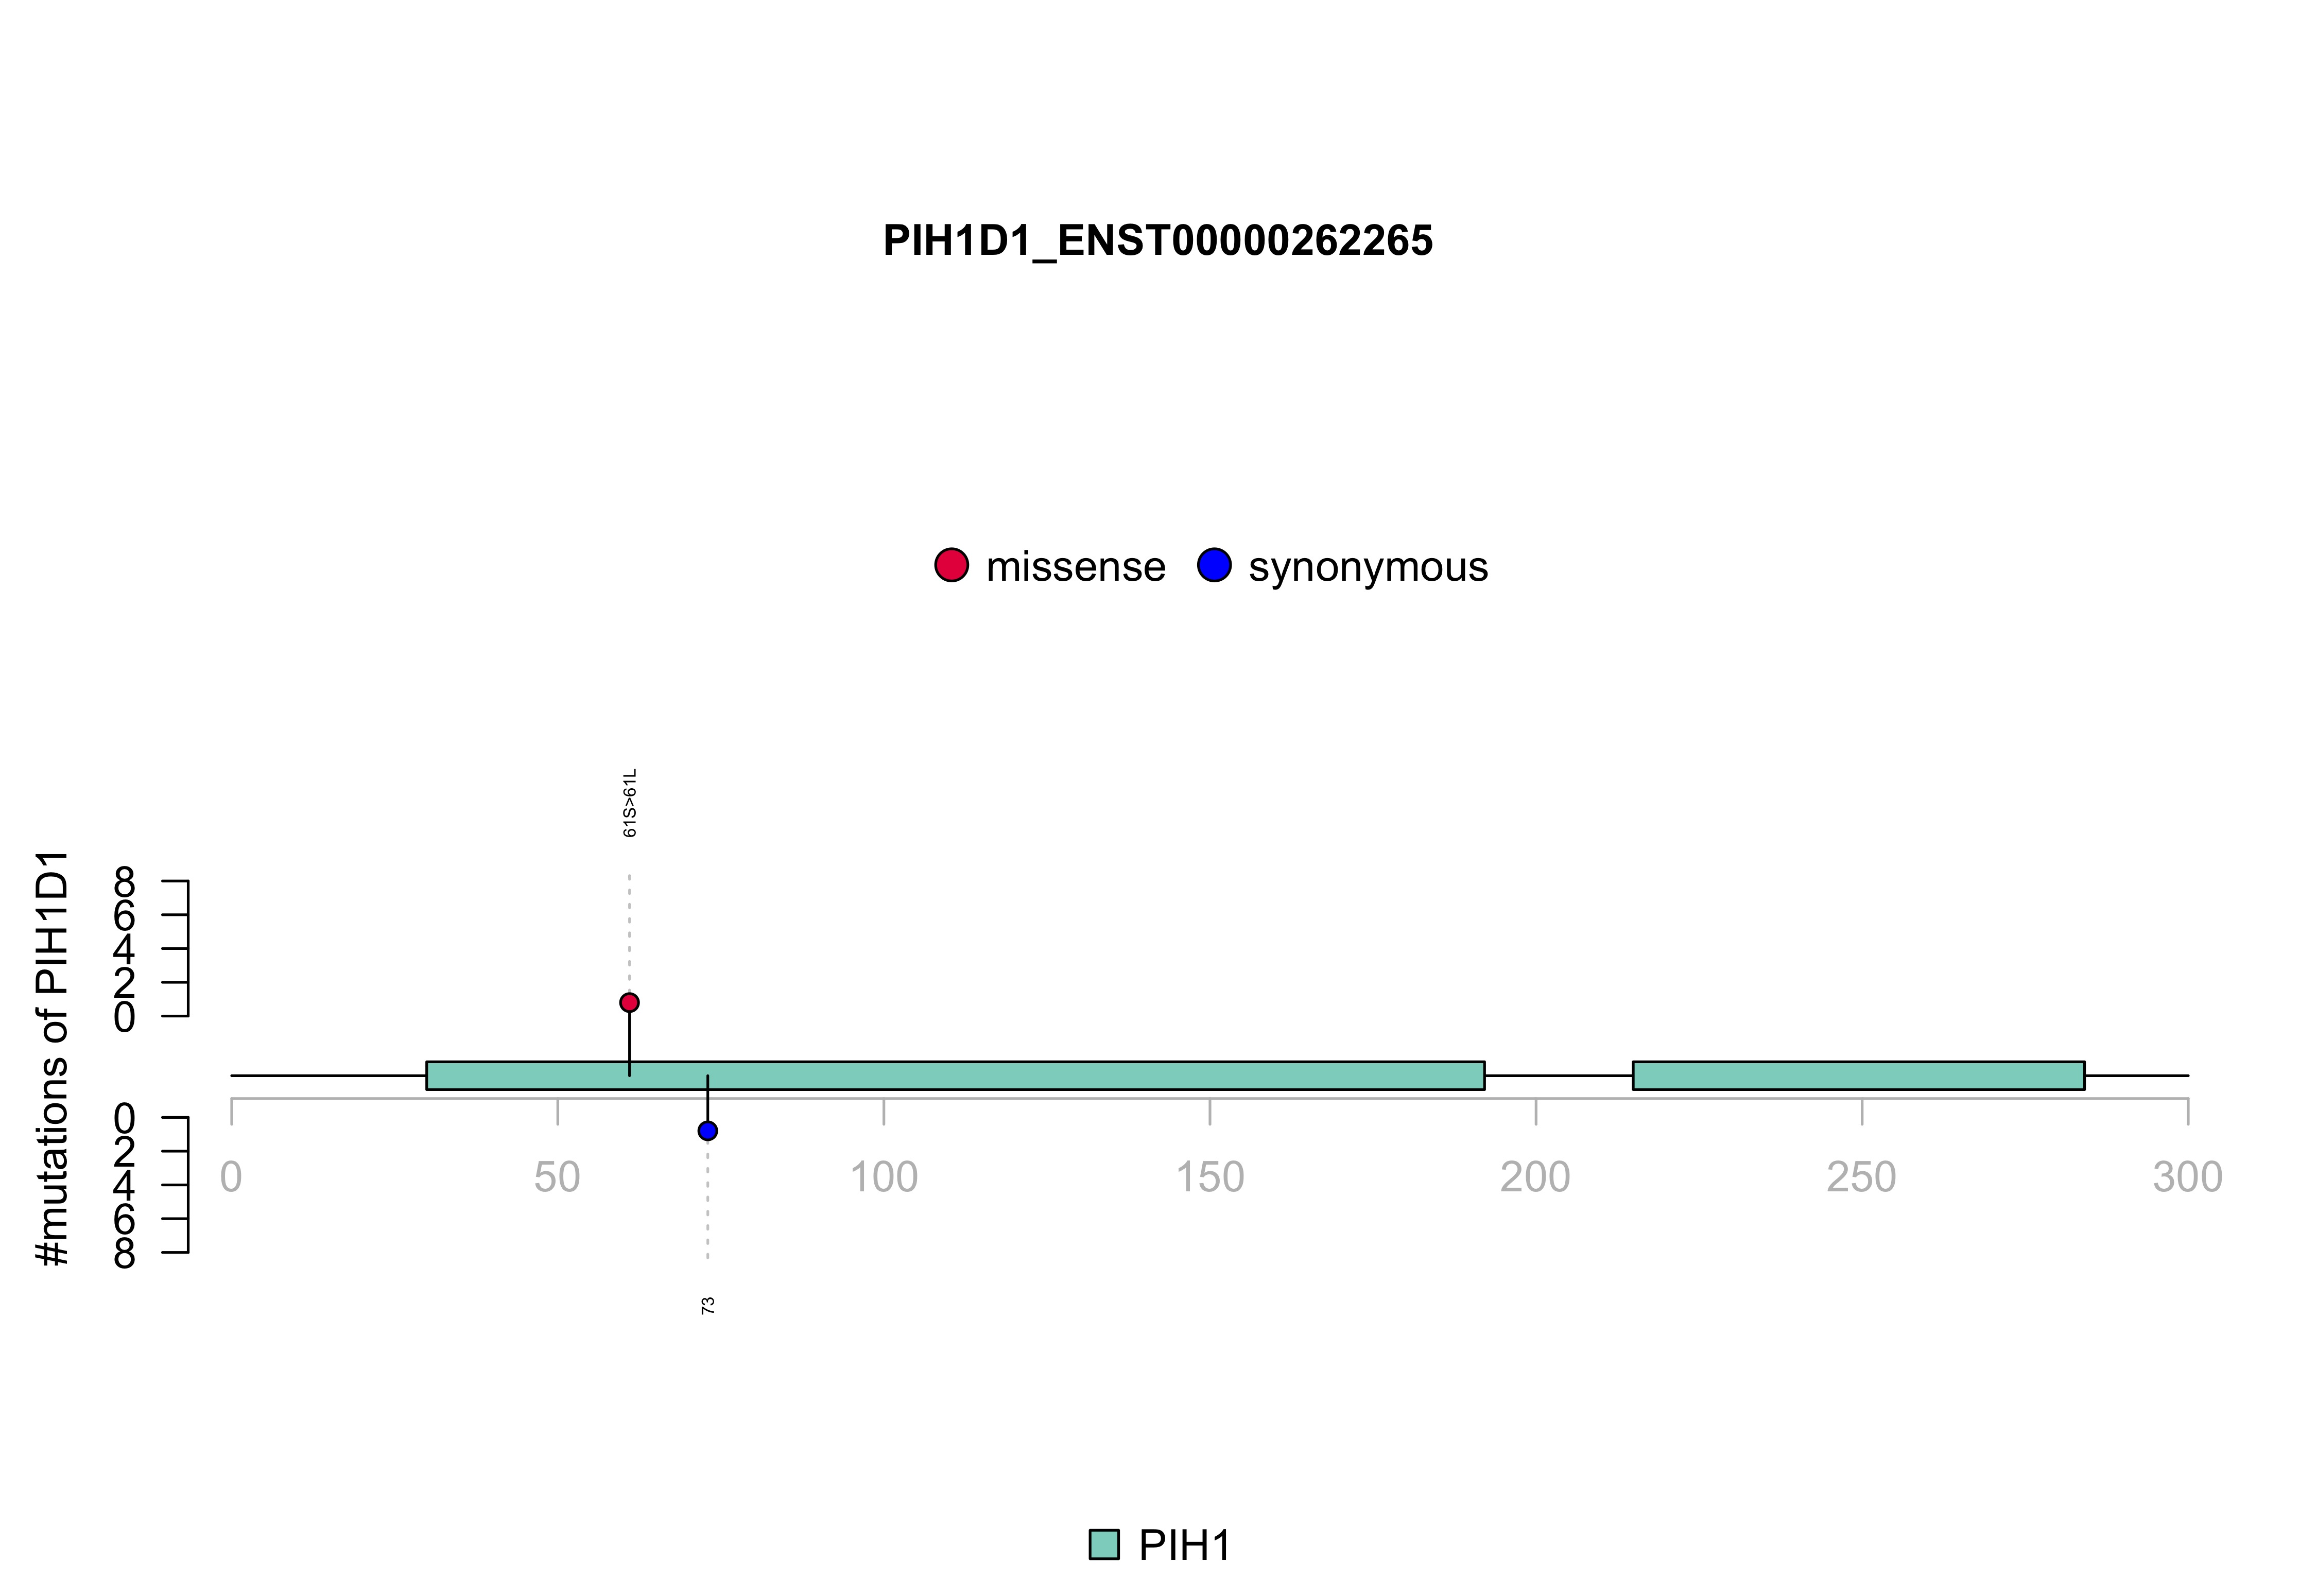 PIH1D1_ENST00000262265
missense synonymous
61S>61L
#mutations of PIH1D1
8
6
4
2
0
0
2
4
6
8
0 50 100 150 200 250 300
73
PIH1